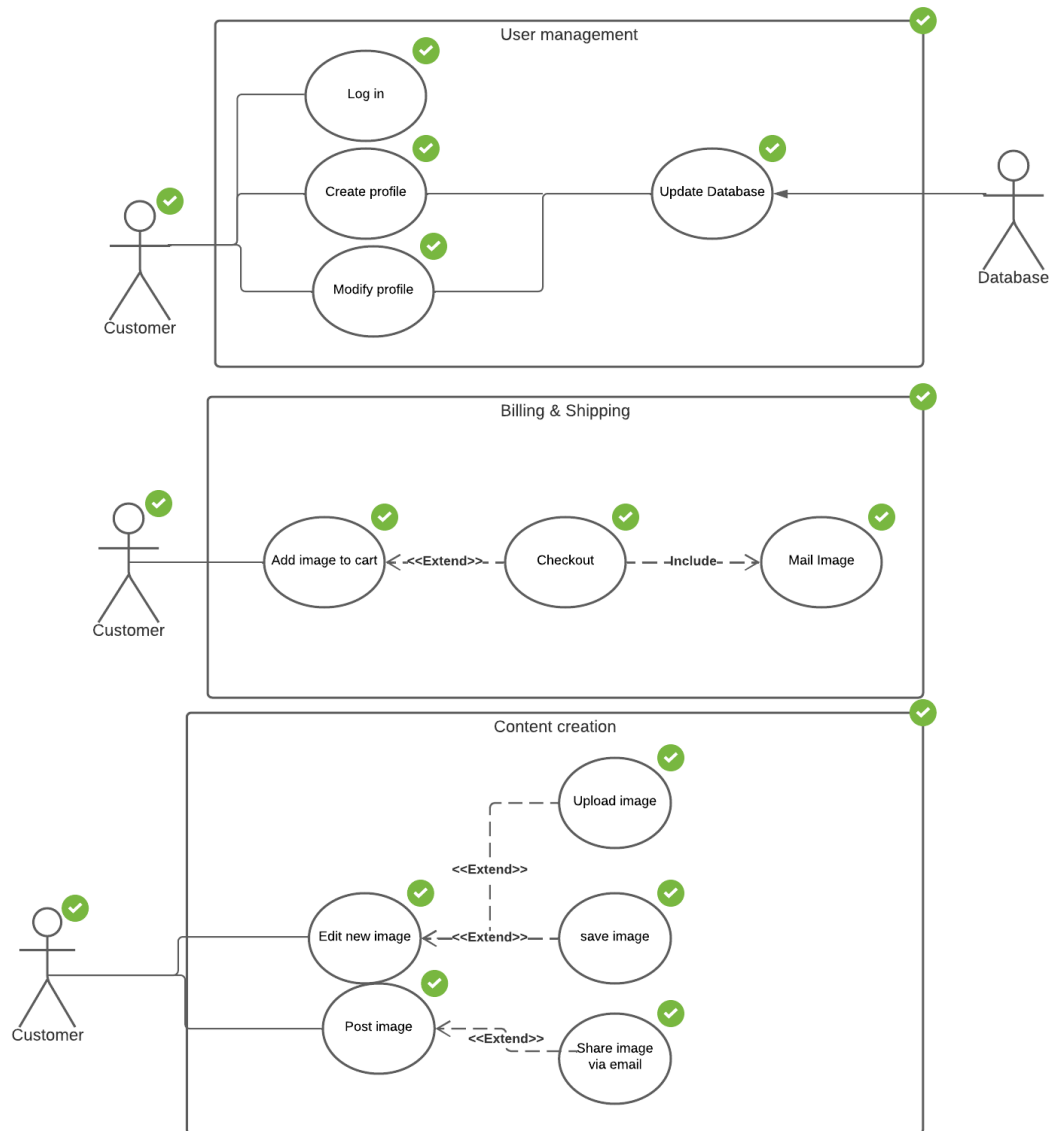 User management
Log in
Create profile
Update Database
Modify profile
Customer
Database
Billing & Shipping
Add image to cart
<<Extend>>
Checkout
Include
Mail Image
Customer
Content creation
Upload image
<<Extend>>
Edit new image
<<Extend>>
save image
Post image
<<Extend>>
Share image
via email
Customer